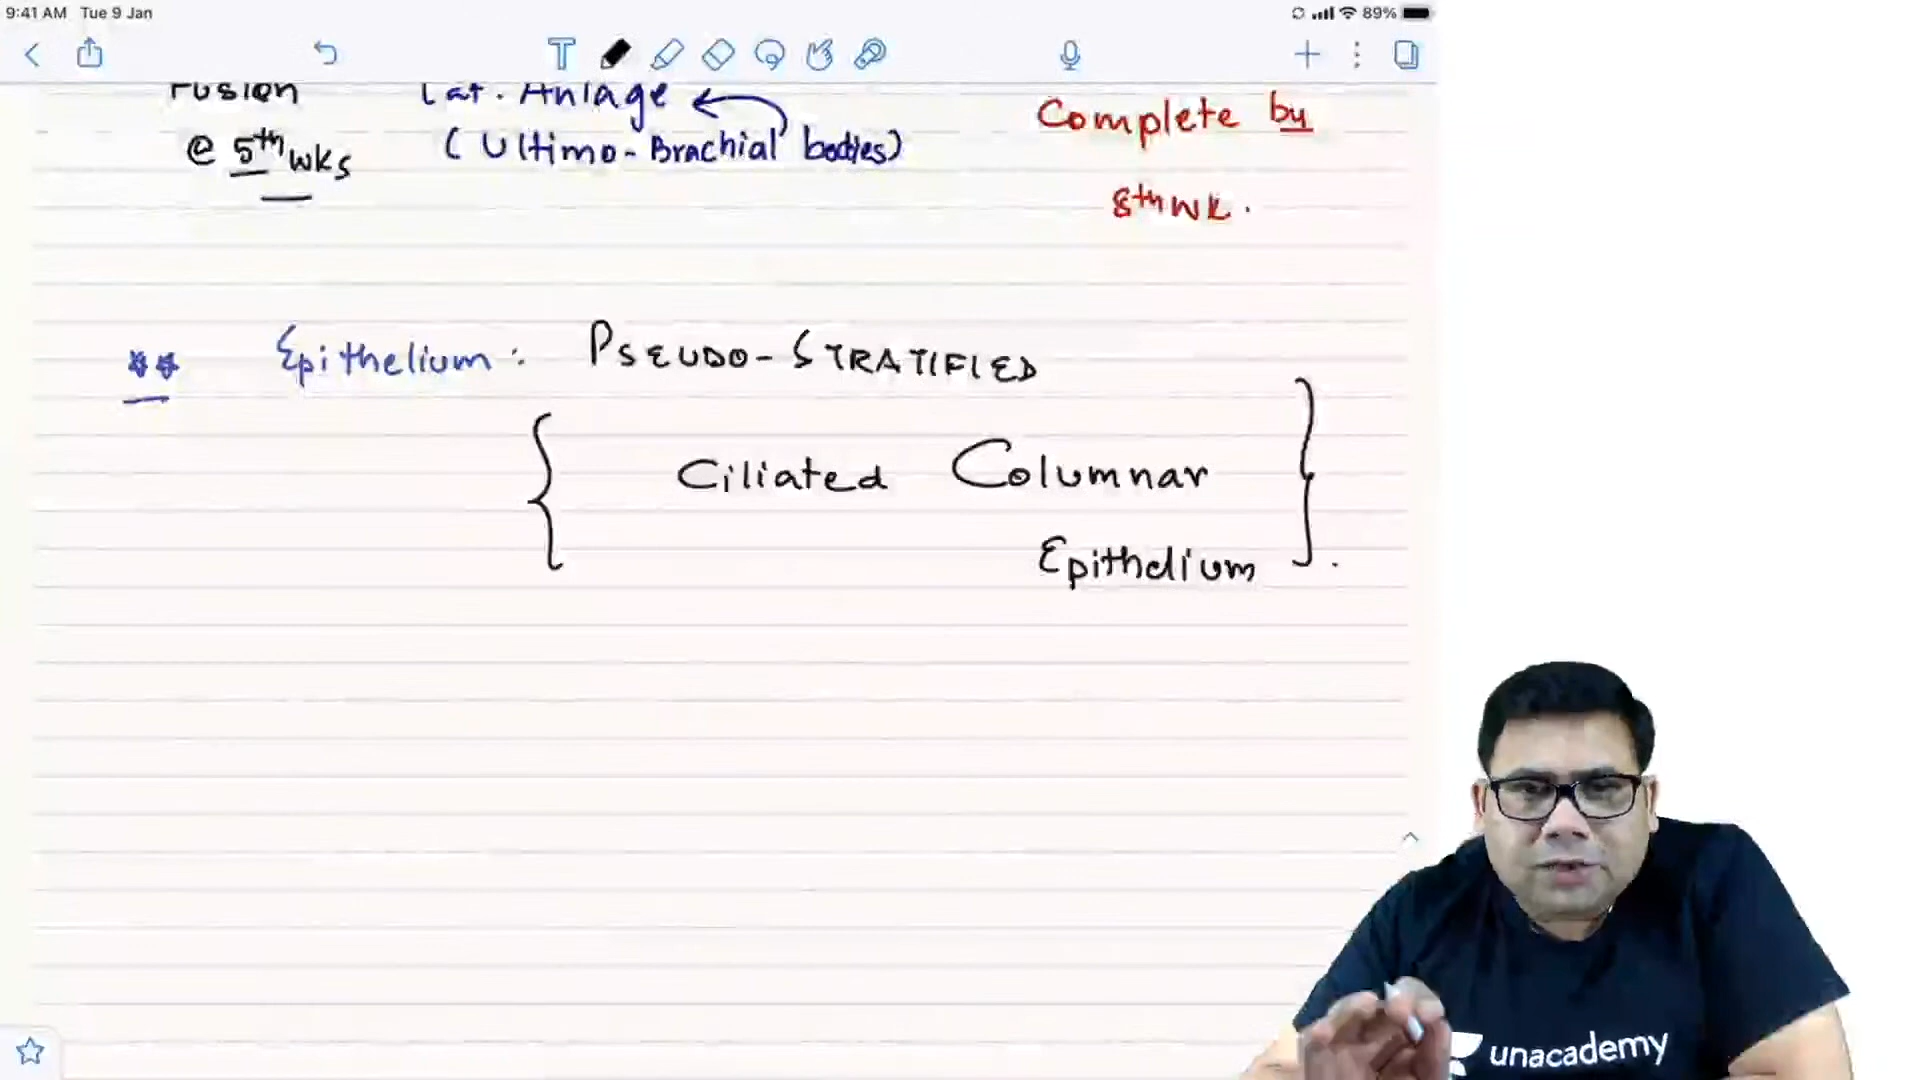 9:41 AM Tue 9 Jan
89%
Fusion Lat. Anlage
@ 5th wks (Ultimo-Brachial bodies)
Complete by
8th wk.
** Epithelium: PSEUDO-STRATIFIED
Ciliated Columnar
Epithelium
unacademy